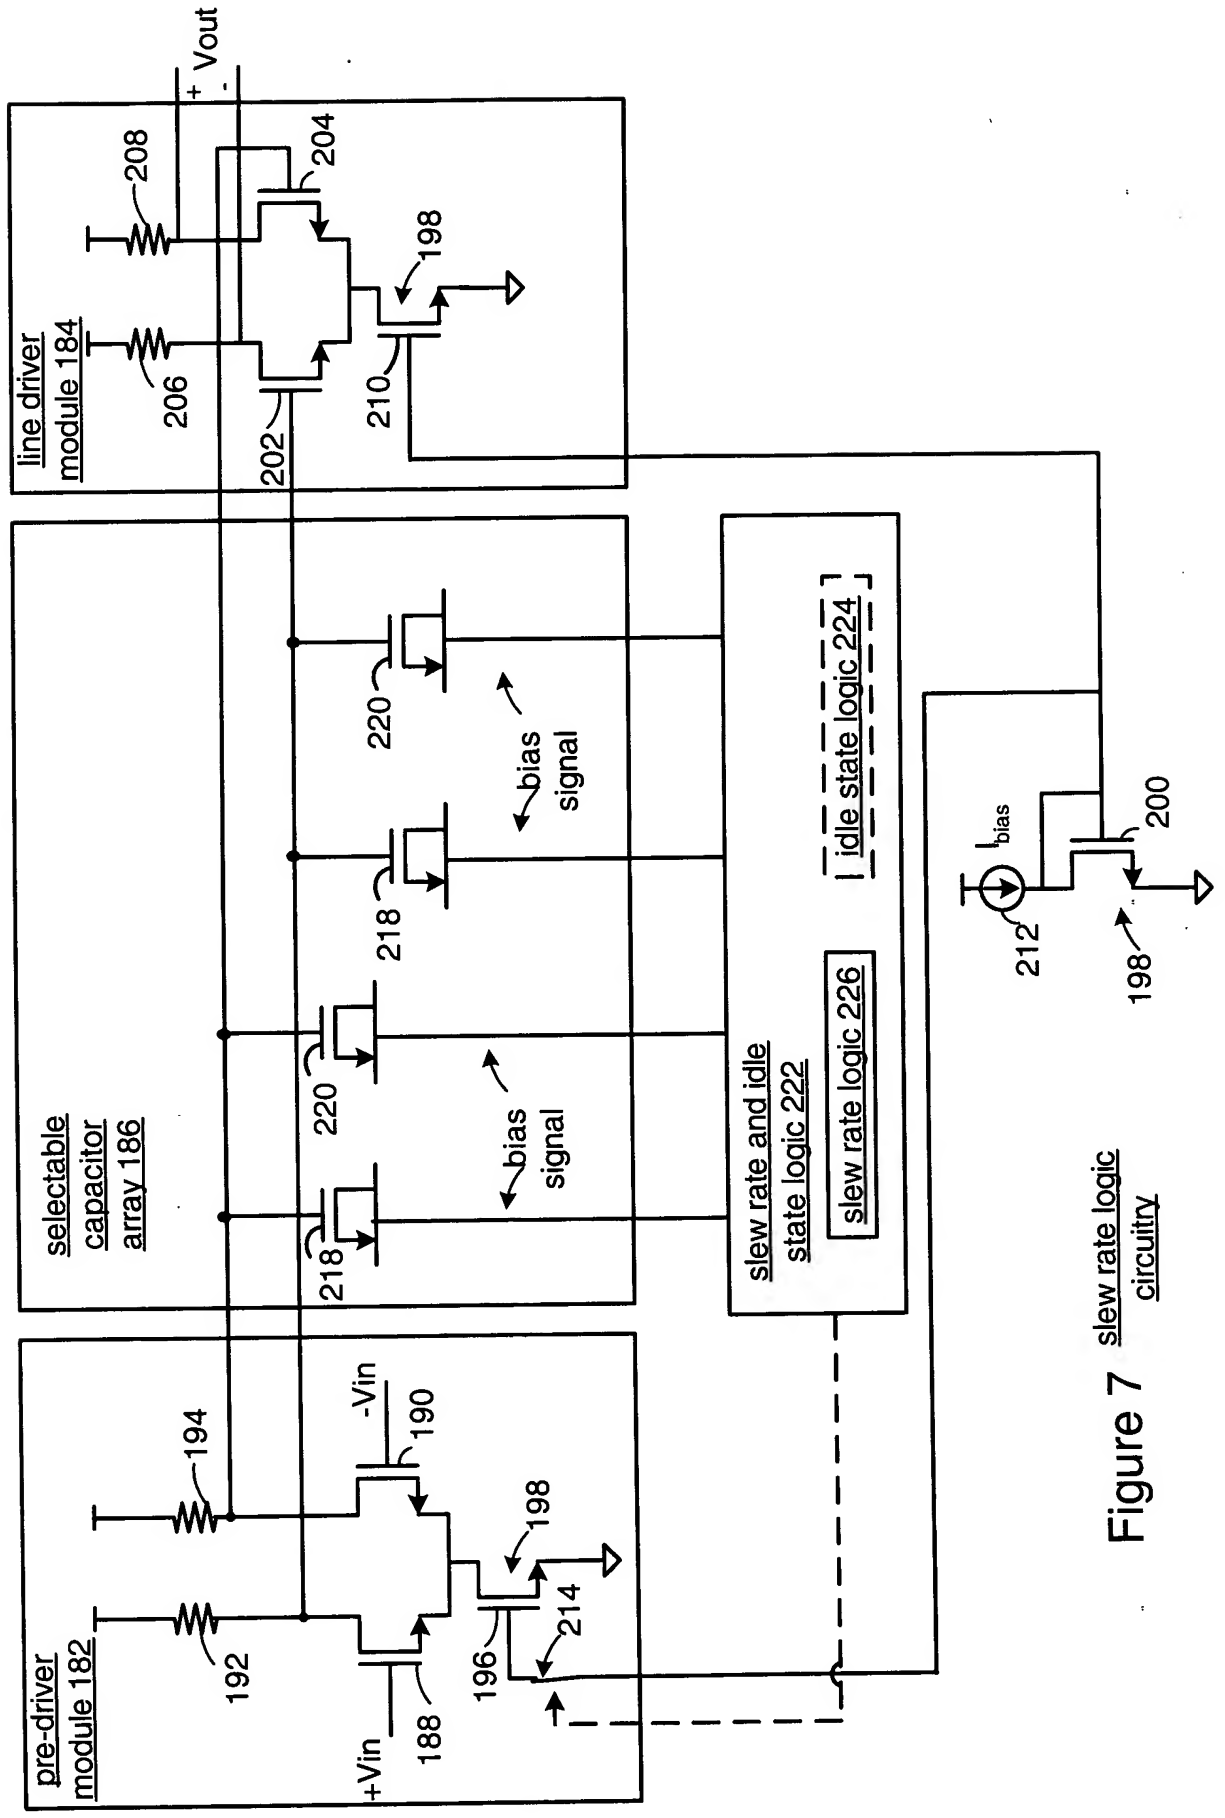 pre-driver
module 182
192
194
+Vin
188
-Vin
190
196
198
214
selectable
capacitor
array 186
218
220
218
220
bias
signal
bias
signal
line driver
module 184
206
208
+
Vout
-
202
204
210
198
slew rate and idle
state logic 222
slew rate logic 226
idle state logic 224
Ibias
212
198
200
slew rate logic
circuitry
Figure 7